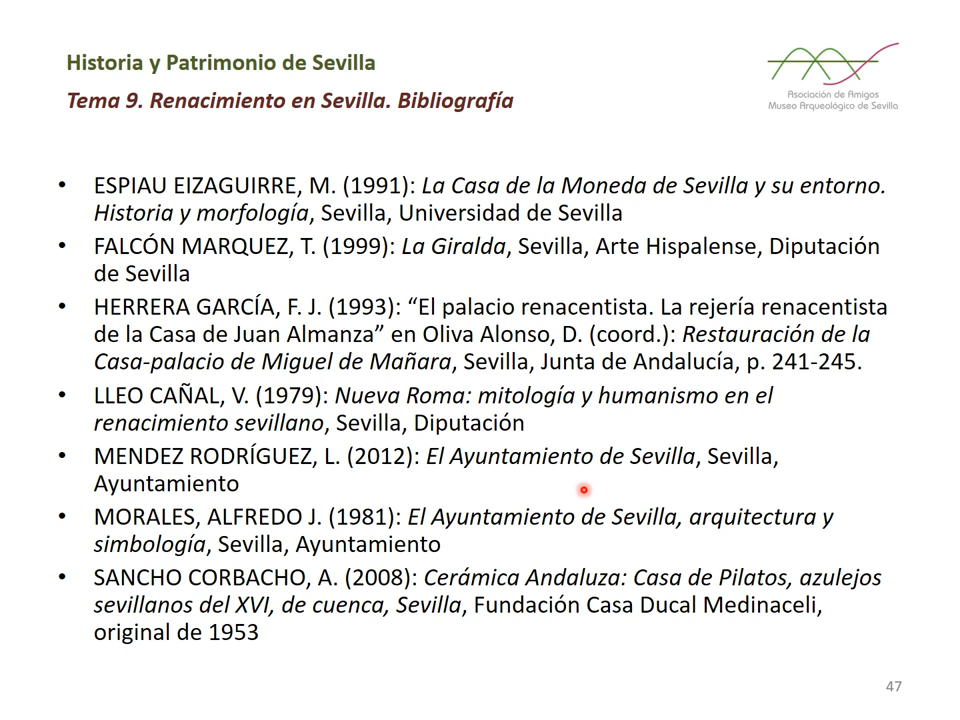 Historia y Patrimonio de Sevilla
Tema 9. Renacimiento en Sevilla. Bibliografía
Asociación de Amigos
Museo Arqueológico de Sevilla
• ESPIAU EIZAGUIRRE, M. (1991): La Casa de la Moneda de Sevilla y su entorno.
Historia y morfología, Sevilla, Universidad de Sevilla
• FALCÓN MARQUEZ, T. (1999): La Giralda, Sevilla, Arte Hispalense, Diputación
de Sevilla
• HERRERA GARCÍA, F. J. (1993): “El palacio renacentista. La rejería renacentista
de la Casa de Juan Almanza” en Oliva Alonso, D. (coord.): Restauración de la
Casa-palacio de Miguel de Mañara, Sevilla, Junta de Andalucía, p. 241-245.
• LLEO CAÑAL, V. (1979): Nueva Roma: mitología y humanismo en el
renacimiento sevillano, Sevilla, Diputación
• MENDEZ RODRÍGUEZ, L. (2012): El Ayuntamiento de Sevilla, Sevilla,
Ayuntamiento
• MORALES, ALFREDO J. (1981): El Ayuntamiento de Sevilla, arquitectura y
simbología, Sevilla, Ayuntamiento
• SANCHO CORBACHO, A. (2008): Cerámica Andaluza: Casa de Pilatos, azulejos
sevillanos del XVI, de cuenca, Sevilla, Fundación Casa Ducal Medinaceli,
original de 1953
47